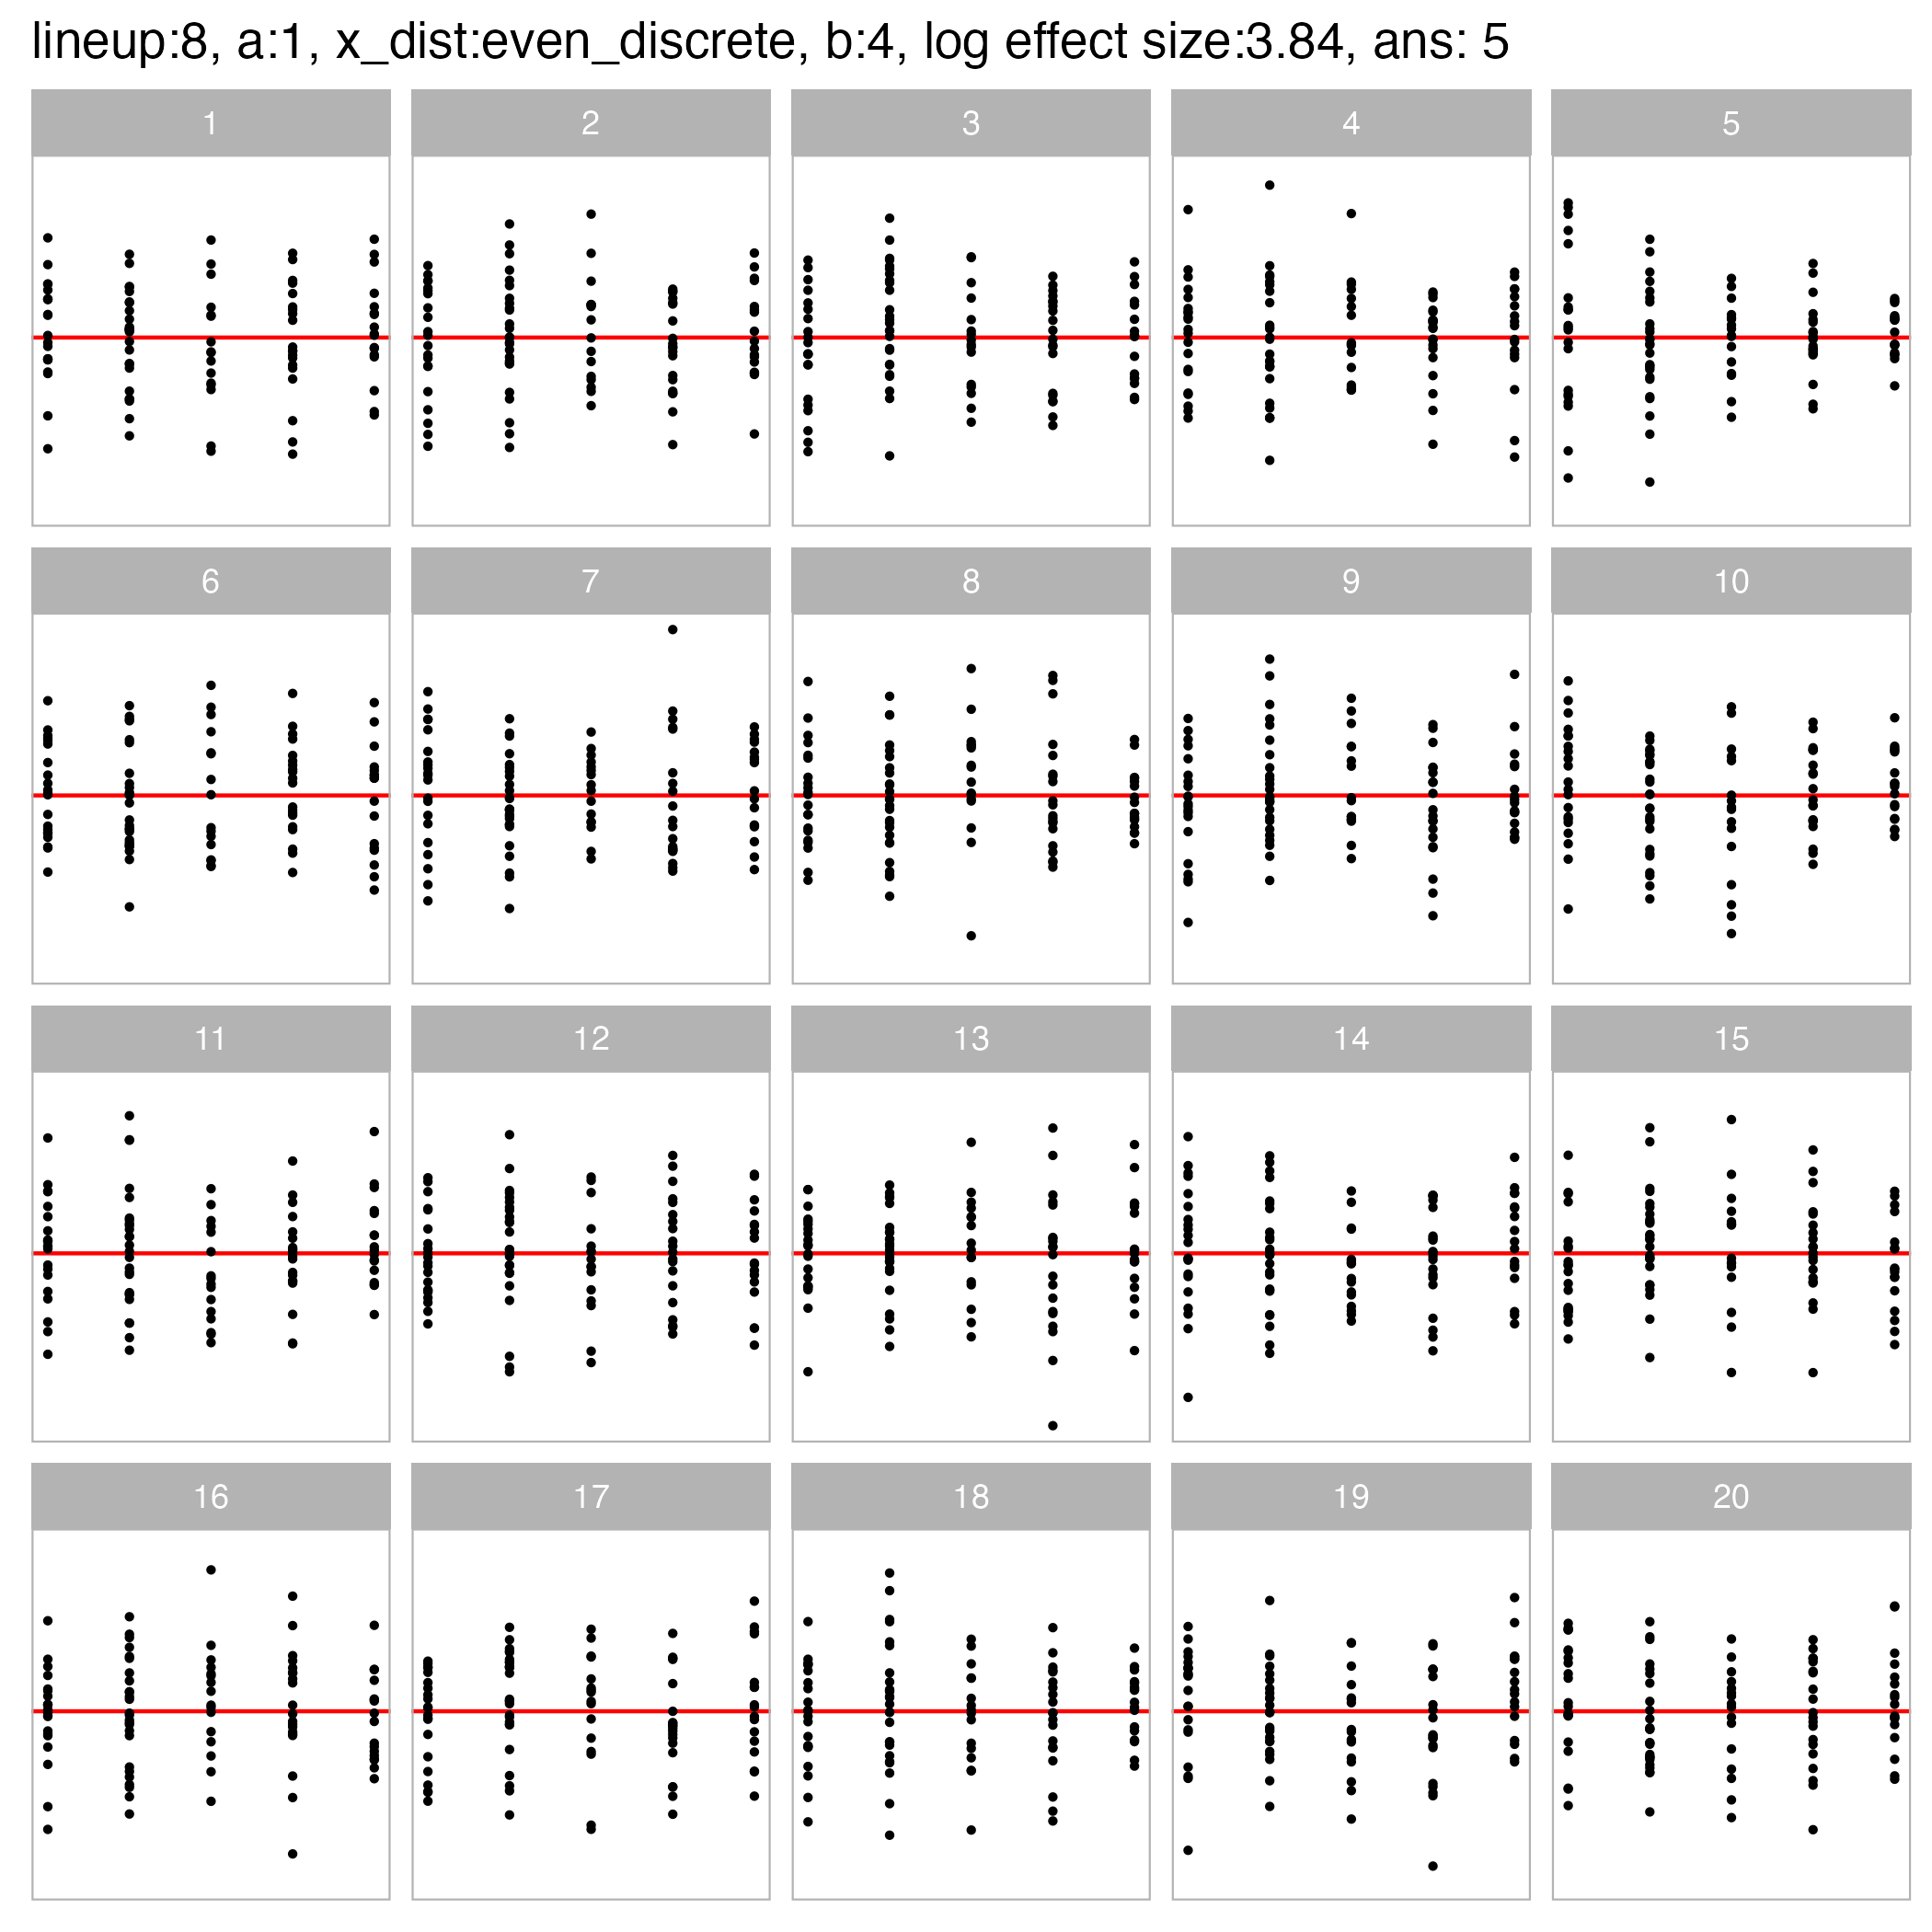 lineup:8, a:1, x_dist:even_discrete, b:4, log effect size:3.84, ans: 5
1 2 3 4 5
6 7 8 9 10
11 12 13 14 15
16 17 18 19 20